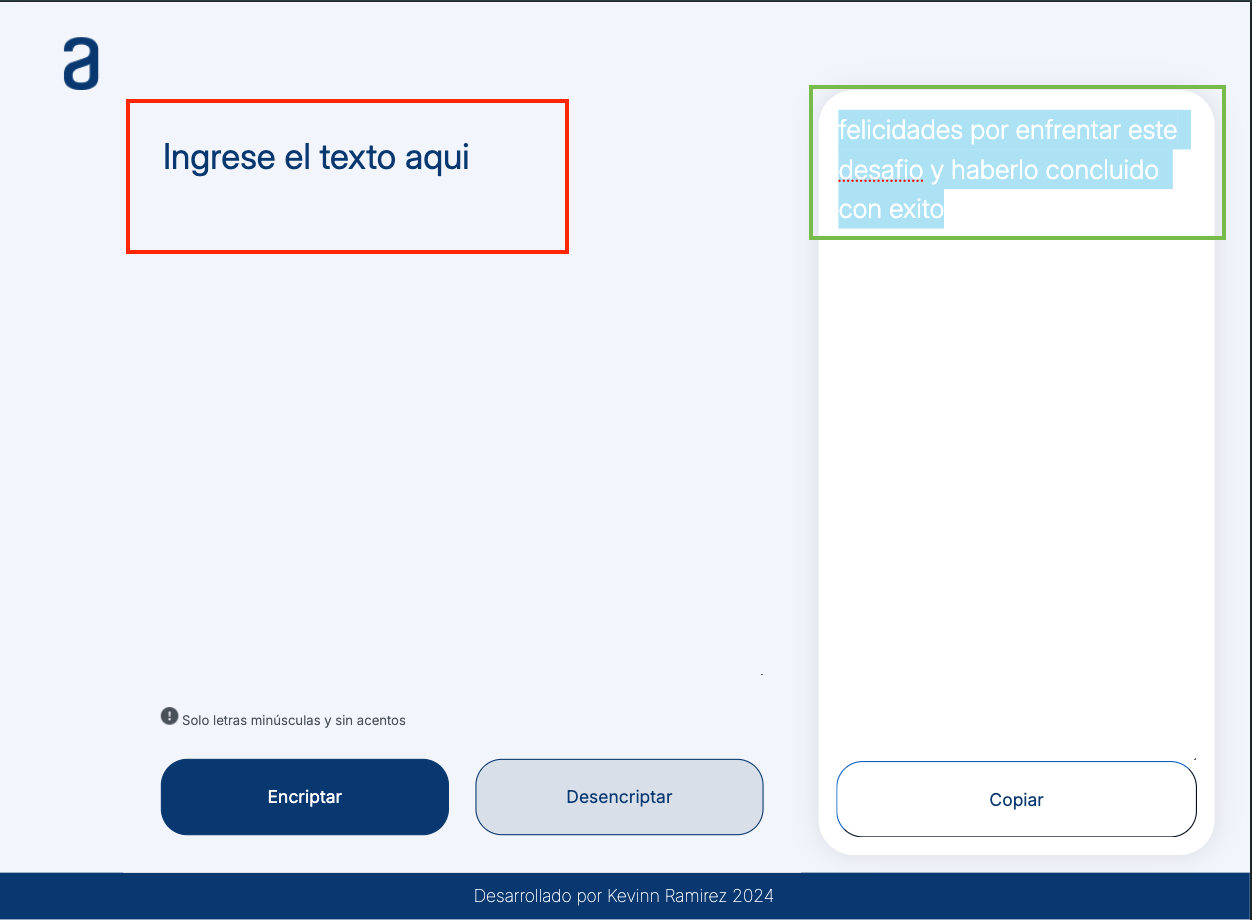 a
Ingrese el texto aqui
felicidades por enfrentar este
desafio y haberlo concluido
con exito
Solo letras minúsculas y sin acentos
Encriptar
Desencriptar
Copiar
Desarrollado por Kevinn Ramirez 2024